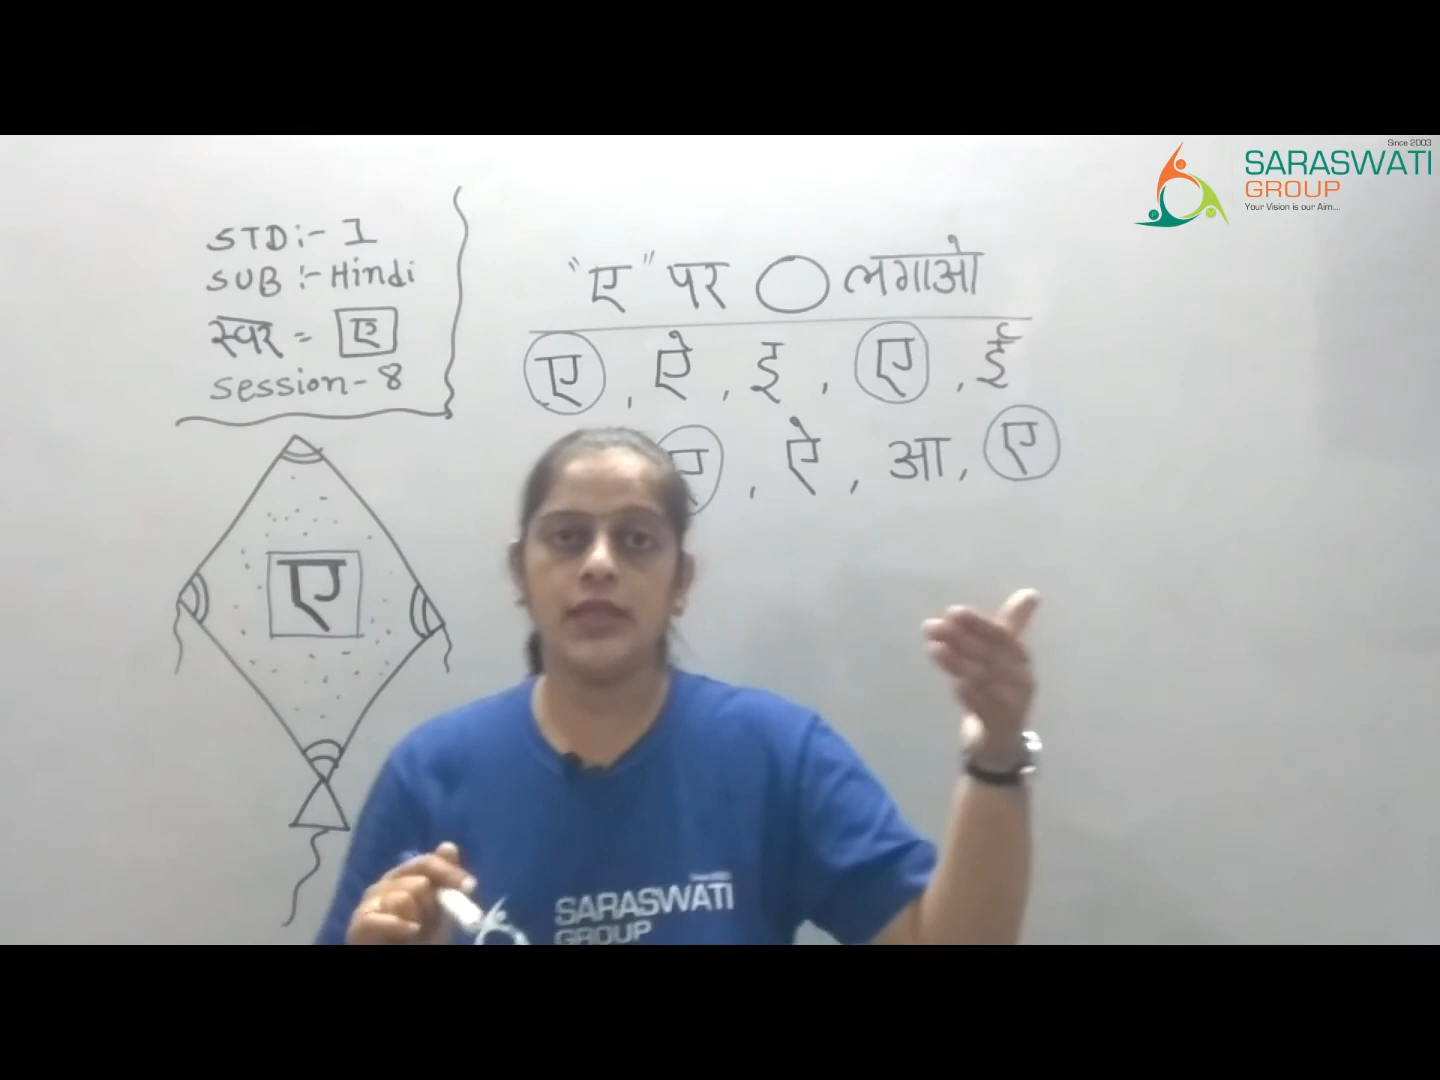 STD:- 1
SUB:- Hindi
स्वर = ए
Session-8
"ए" पर ○ लगाओ
ए, ऐ, इ, ए, ई
ए, ऐ, आ, ए
ए
Since 2003
SARASWATI
GROUP
Your Vision is our Aim....
SARASWATI
GROUP